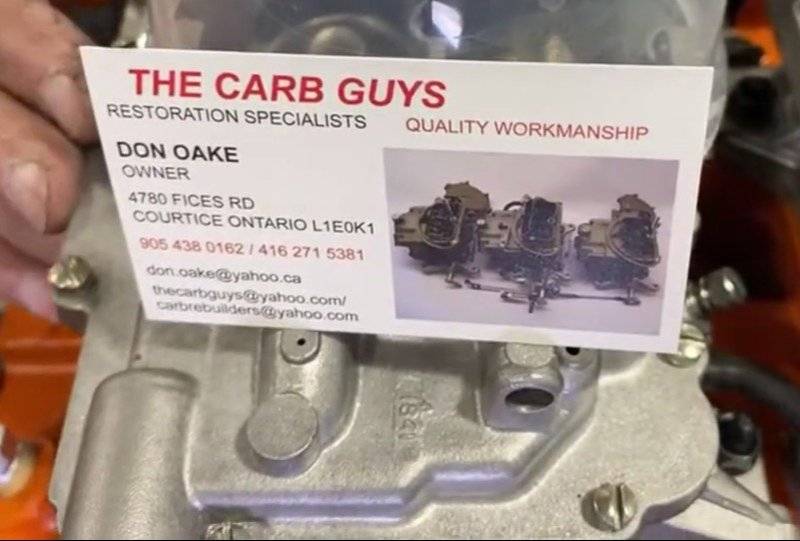 THE CARB GUYS
RESTORATION SPECIALISTS
QUALITY WORKMANSHIP
DON OAKE
OWNER
4780 FICES RD
COURTICE ONTARIO L1E0K1
905 438 0162 / 416 271 5381
don.oake@yahoo.ca
thecarbguys@yahoo.com/
carbrebuilders@yahoo.com